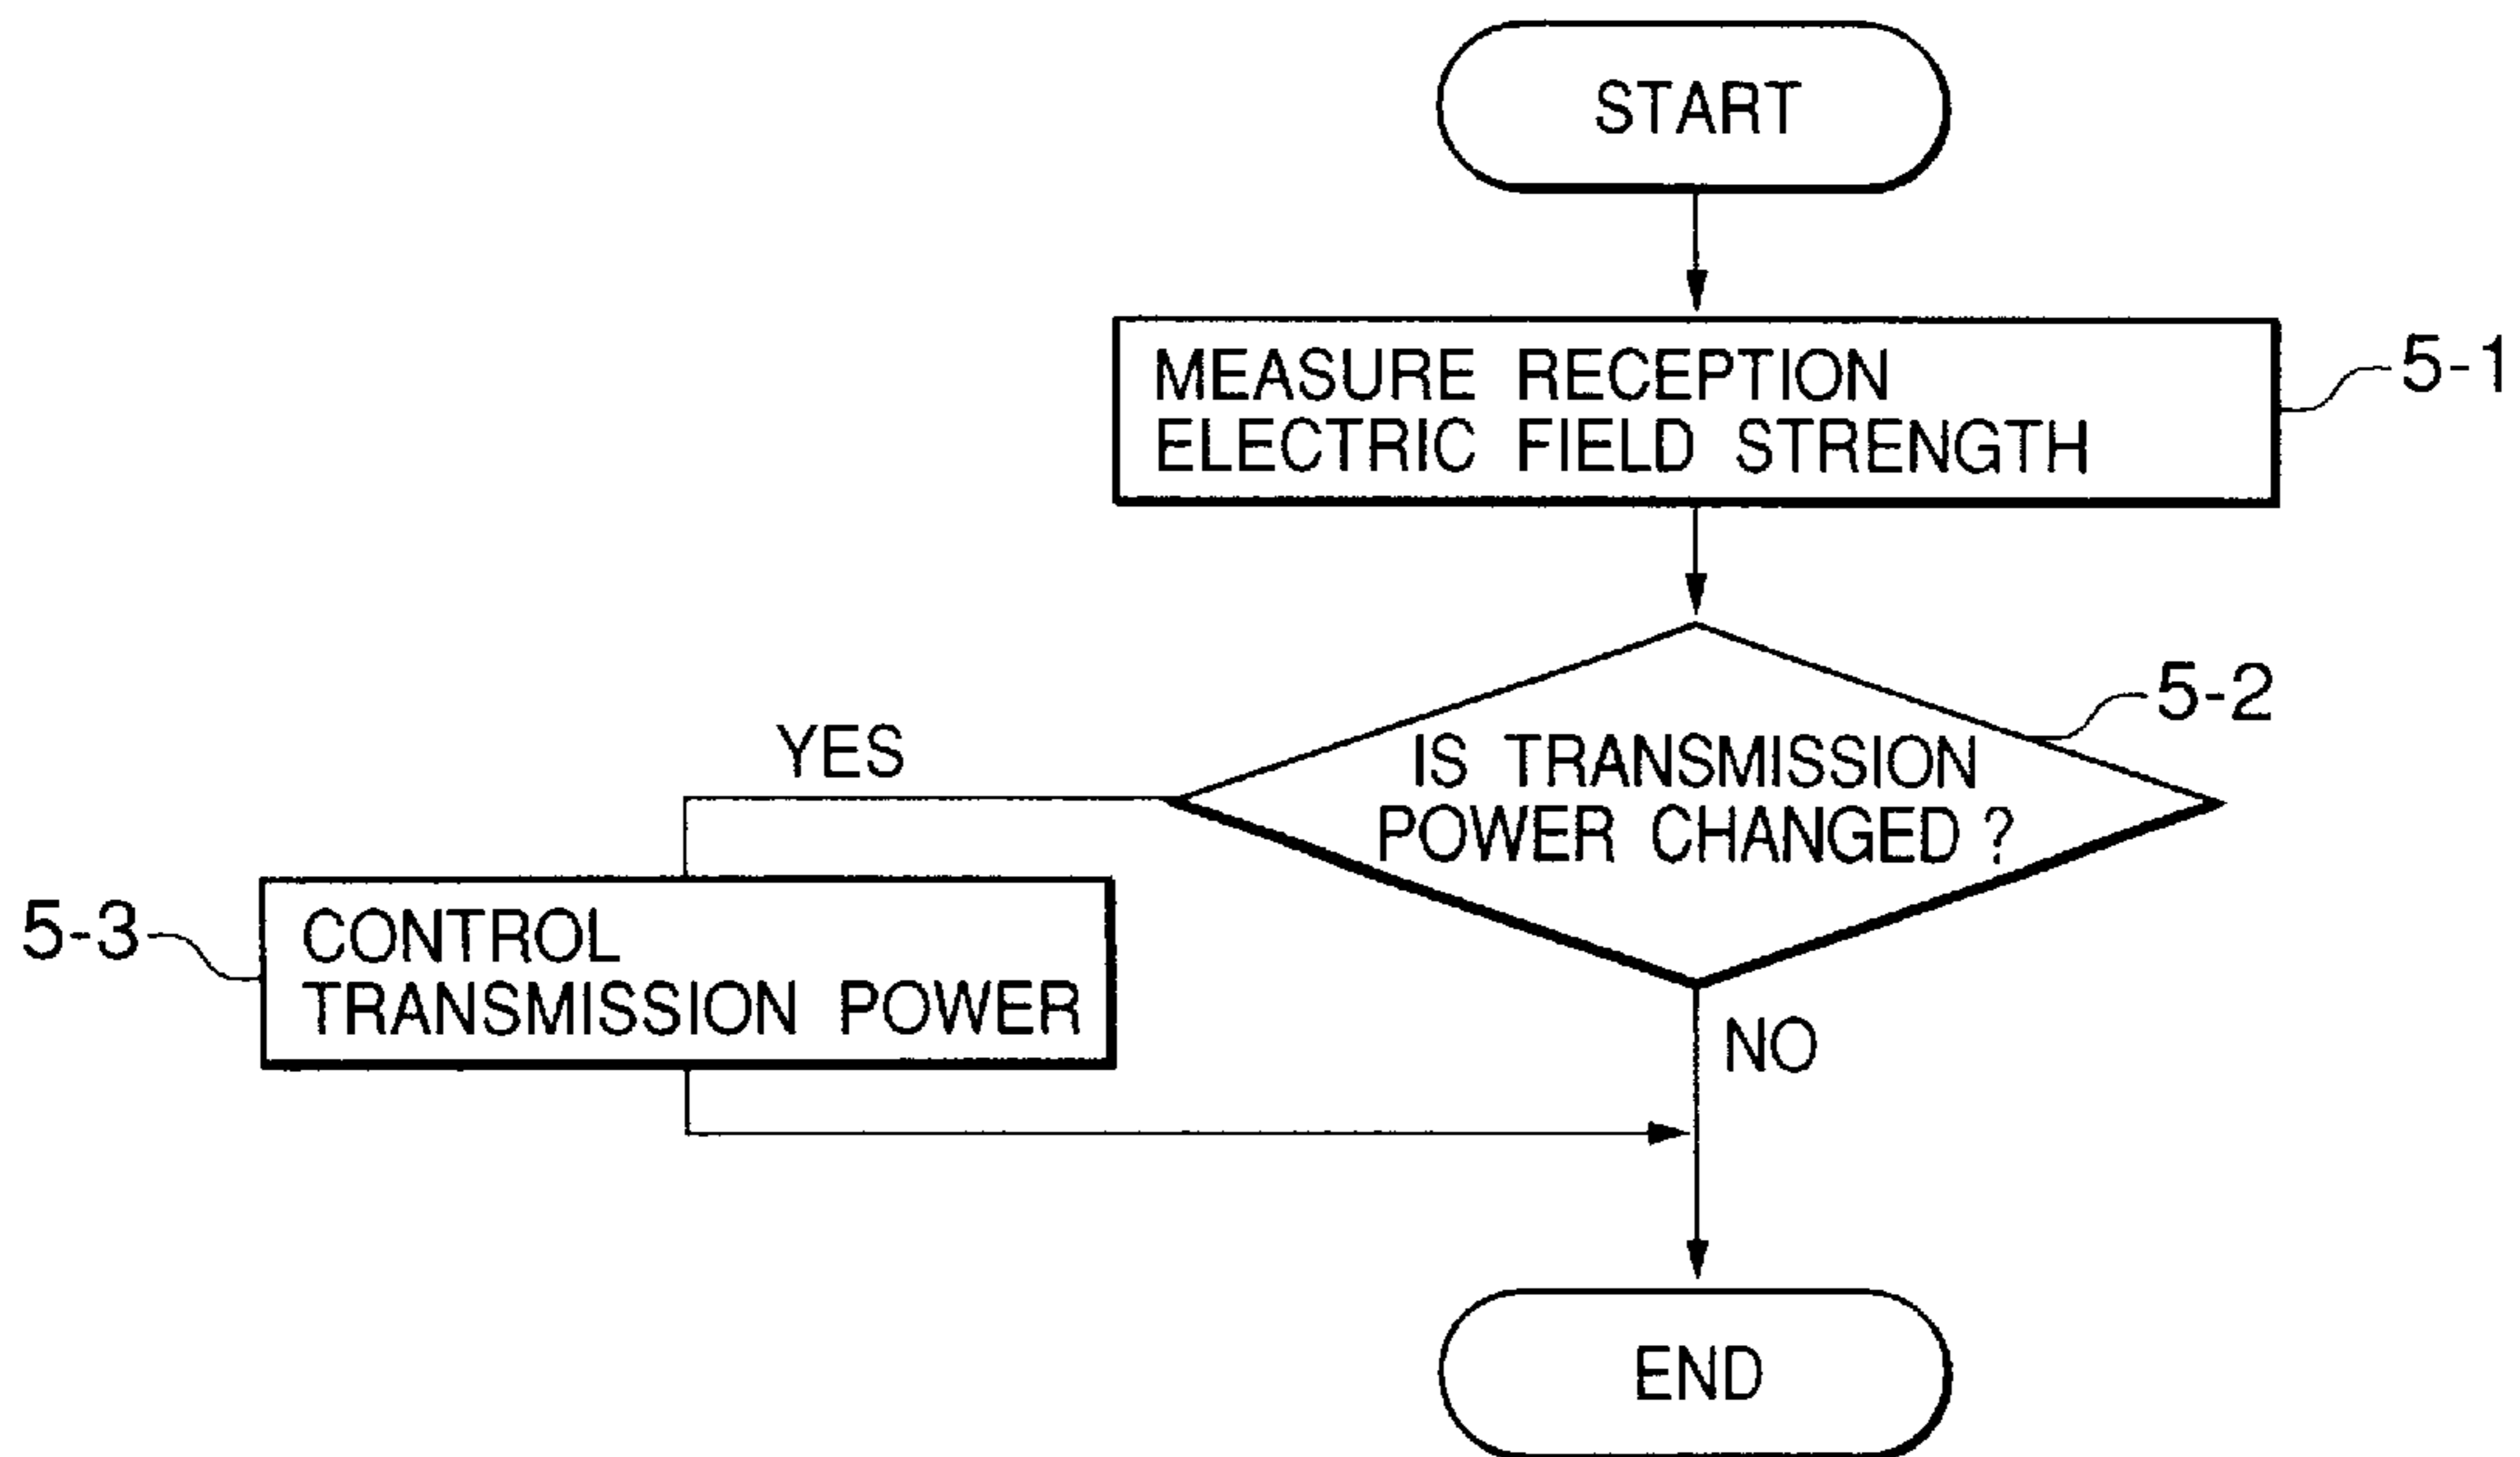 START
MEASURE RECEPTION
ELECTRIC FIELD STRENGTH
5-1
5-2
IS TRANSMISSION
POWER CHANGED ?
YES
5-3
CONTROL
TRANSMISSION POWER
NO
END